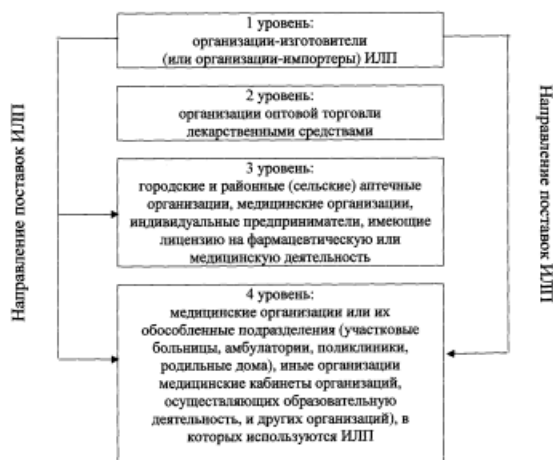 1 уровень:
организации-изготовители
(или организации-импортеры) ИЛП
2 уровень:
организации оптовой торговли
лекарственными средствами
3 уровень:
городские и районные (сельские) аптечные
организации, медицинские организации,
индивидуальные предприниматели, имеющие
лицензию на фармацевтическую или
медицинскую деятельность
4 уровень:
медицинские организации или их
обособленные подразделения (участковые
больницы, амбулатории, поликлиники,
родильные дома), иные организации
медицинские кабинеты организаций,
осуществляющих образовательную
деятельность, и других организаций), в
которых используются ИЛП
Направление поставок ИЛП
Направление поставок ИЛП